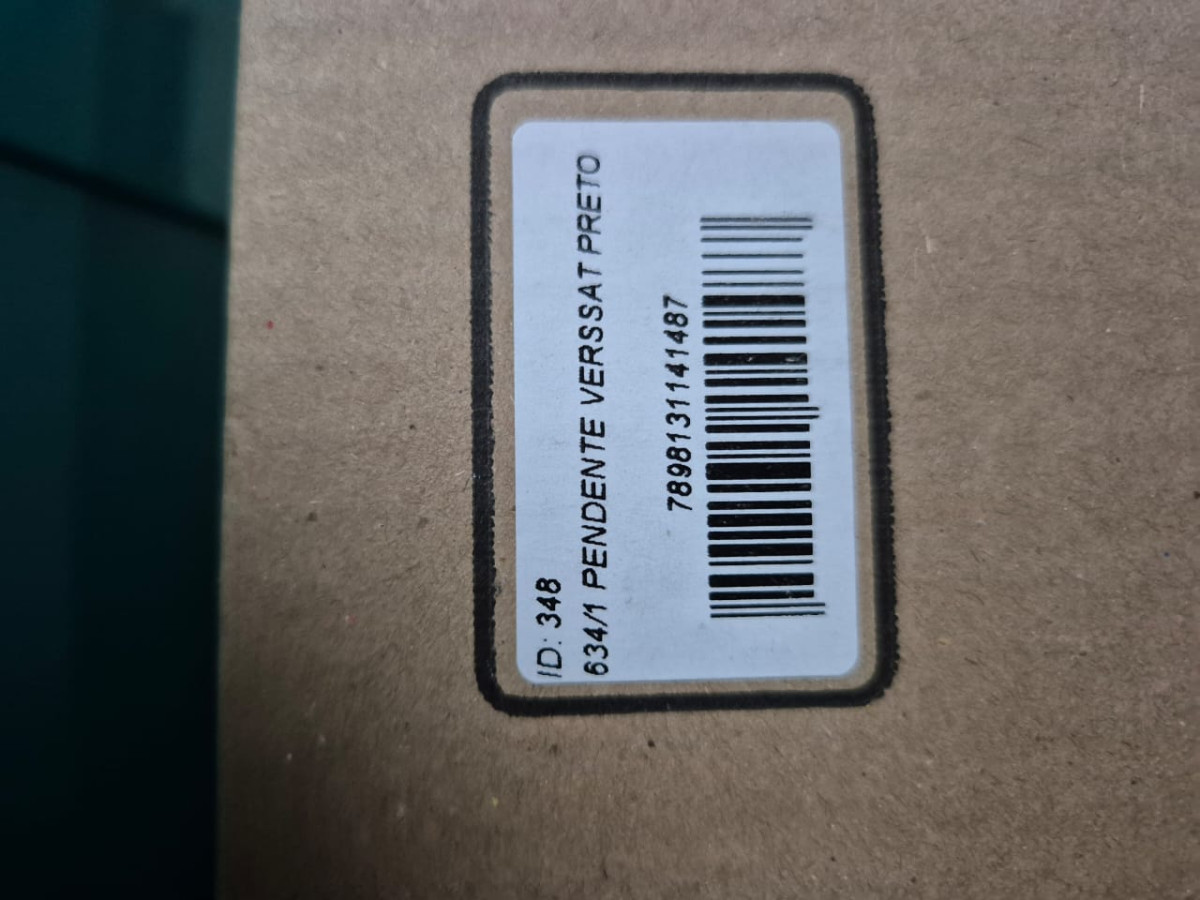 ID: 348
634/1 PENDENTE VERSSAT PRETO
7898131141487